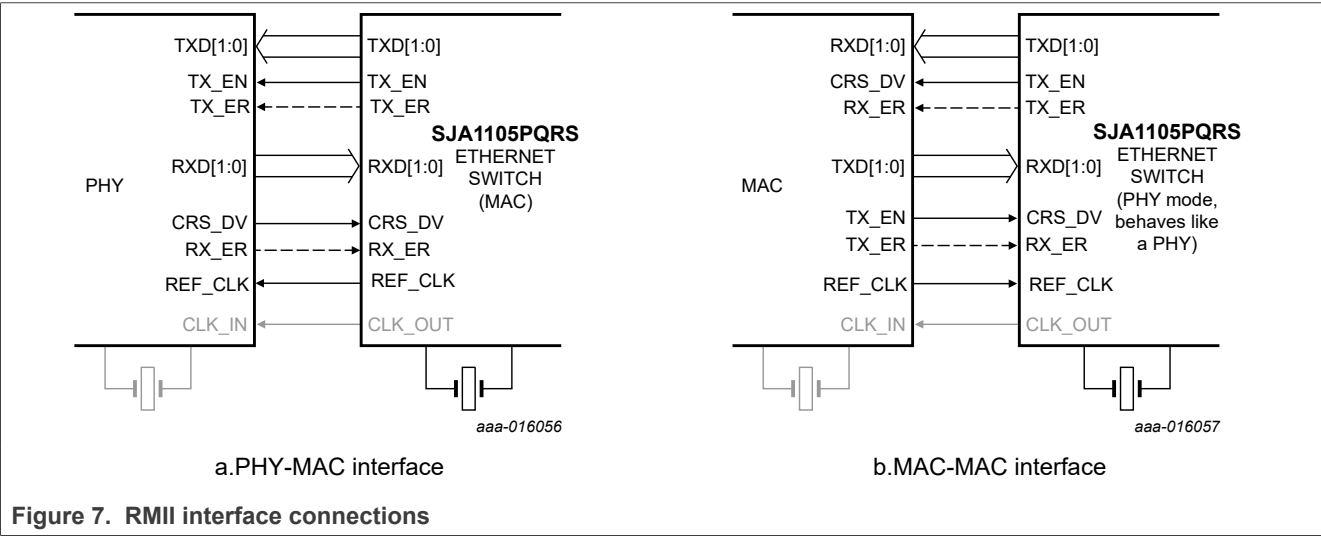 TXD[1:0] TXD[1:0]
TX_EN TX_EN
TX_ER TX_ER
SJA1105PQRS
ETHERNET
SWITCH
(MAC)
PHY
RXD[1:0] RXD[1:0]
CRS_DV CRS_DV
RX_ER RX_ER
REF_CLK REF_CLK
CLK_IN CLK_OUT
aaa-016056
a.PHY-MAC interface
RXD[1:0] TXD[1:0]
CRS_DV TX_EN
RX_ER TX_ER
SJA1105PQRS
ETHERNET
SWITCH
(PHY mode,
behaves like
a PHY)
MAC
TXD[1:0] RXD[1:0]
TX_EN CRS_DV
TX_ER RX_ER
REF_CLK REF_CLK
CLK_IN CLK_OUT
aaa-016057
b.MAC-MAC interface
Figure 7. RMII interface connections